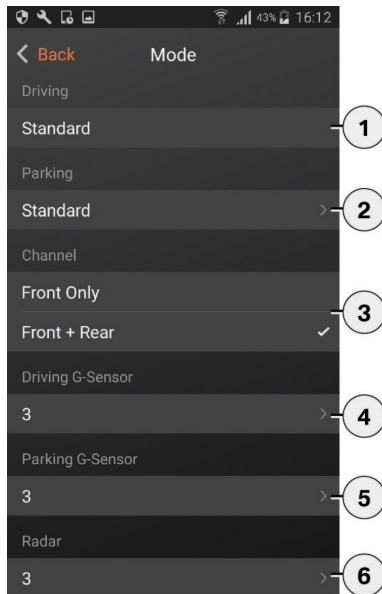 43% 16:12
Back Mode
Driving
Standard
1
Parking
Standard
2
Channel
Front Only
3
Front + Rear
Driving G-Sensor
3
4
Parking G-Sensor
3
5
Radar
3
6